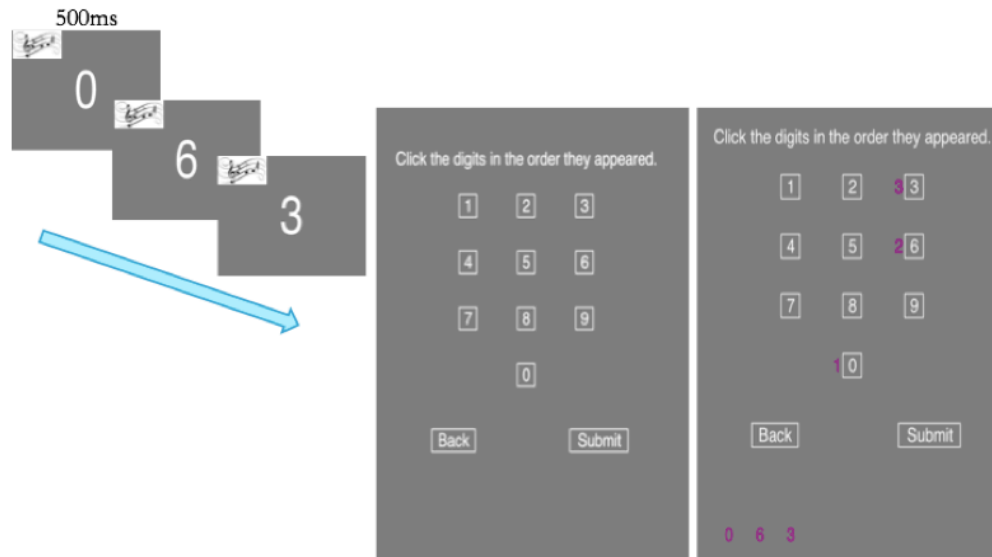 500ms
0
6
3
Click the digits in the order they appeared.
1 2 3
4 5 6
7 8 9
0
Back Submit
Click the digits in the order they appeared.
1 2 3 3
4 5 2 6
7 8 9
1 0
Back Submit
0 6 3